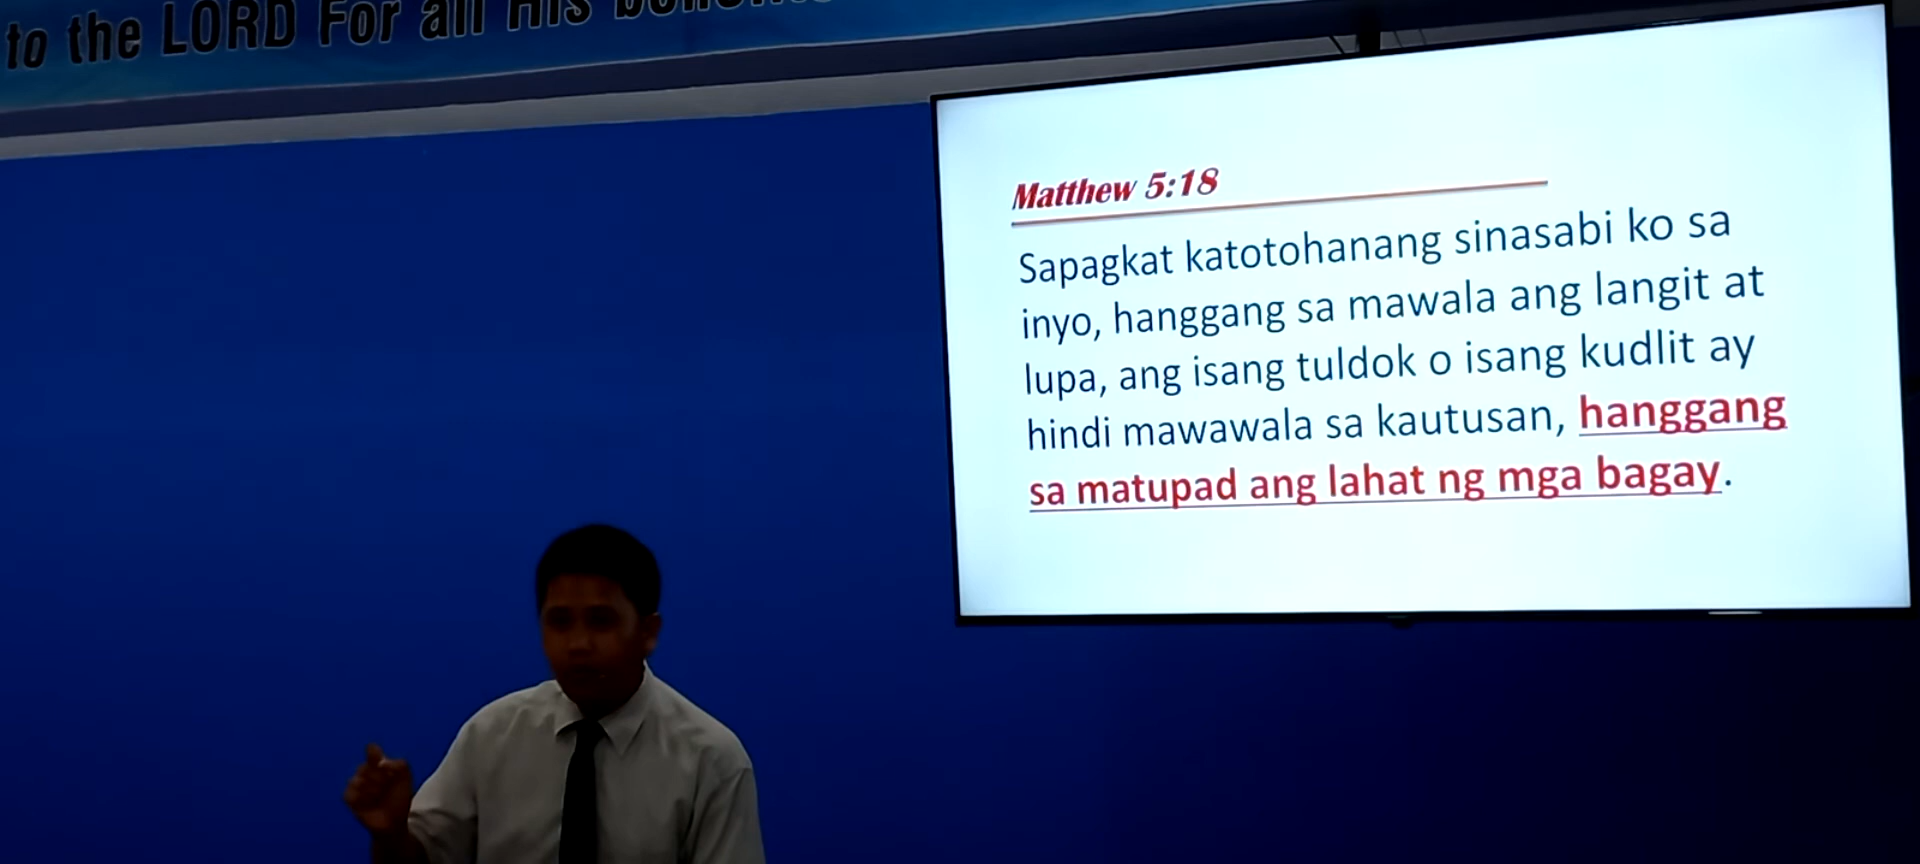 to the LORD For all His
Matthew 5:18
Sapagkat katotohanang sinasabi ko sa
inyo, hanggang sa mawala ang langit at
lupa, ang isang tuldok o isang kudlit ay
hindi mawawala sa kautusan, hanggang
sa matupad ang lahat ng mga bagay.